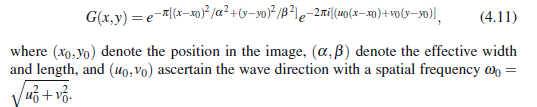 G(x,y) = e^{-π[(x-x₀)²/α²+(y-y₀)²/β²]}e^{-2πi[(u₀(x-x₀)+v₀(y-y₀)]}, (4.11)
where (x₀,y₀) denote the position in the image, (α,β) denote the effective width
and length, and (u₀,v₀) ascertain the wave direction with a spatial frequency ω₀ =
√(u₀²+v₀²).